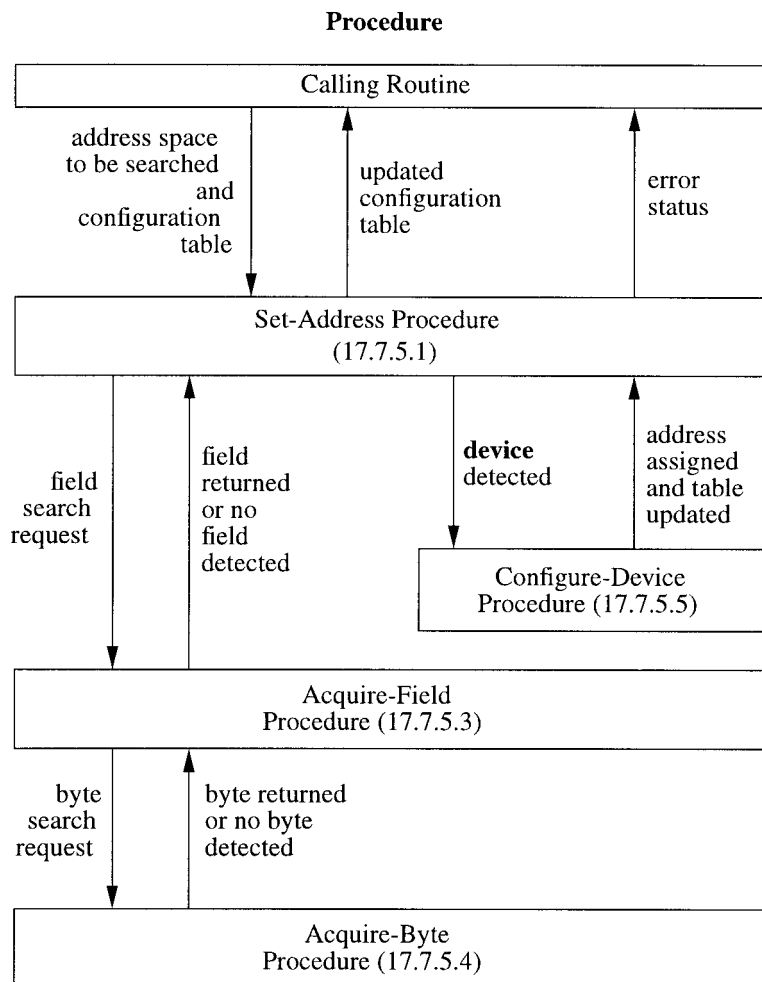 Procedure
Calling Routine
address space
to be searched
and
configuration
table
updated
configuration
table
error
status
Set-Address Procedure
(17.7.5.1)
field
search
request
field
returned
or no
field
detected
device
detected
address
assigned
and table
updated
Configure-Device
Procedure (17.7.5.5)
Acquire-Field
Procedure (17.7.5.3)
byte
search
request
byte returned
or no byte
detected
Acquire-Byte
Procedure (17.7.5.4)